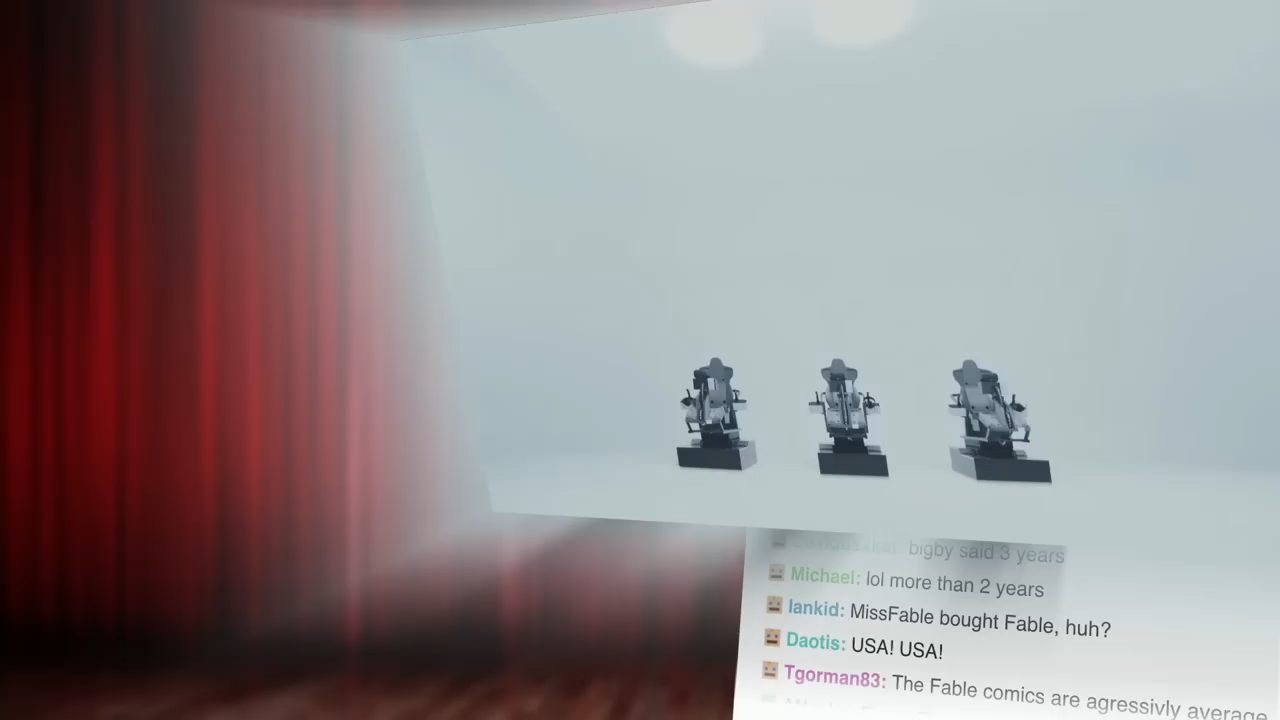 bigby said 3 years
Michael: lol more than 2 years
Iankid: MissFable bought Fable, huh?
Daotis: USA! USA!
Tgorman83: The Fable comics are agressivly average